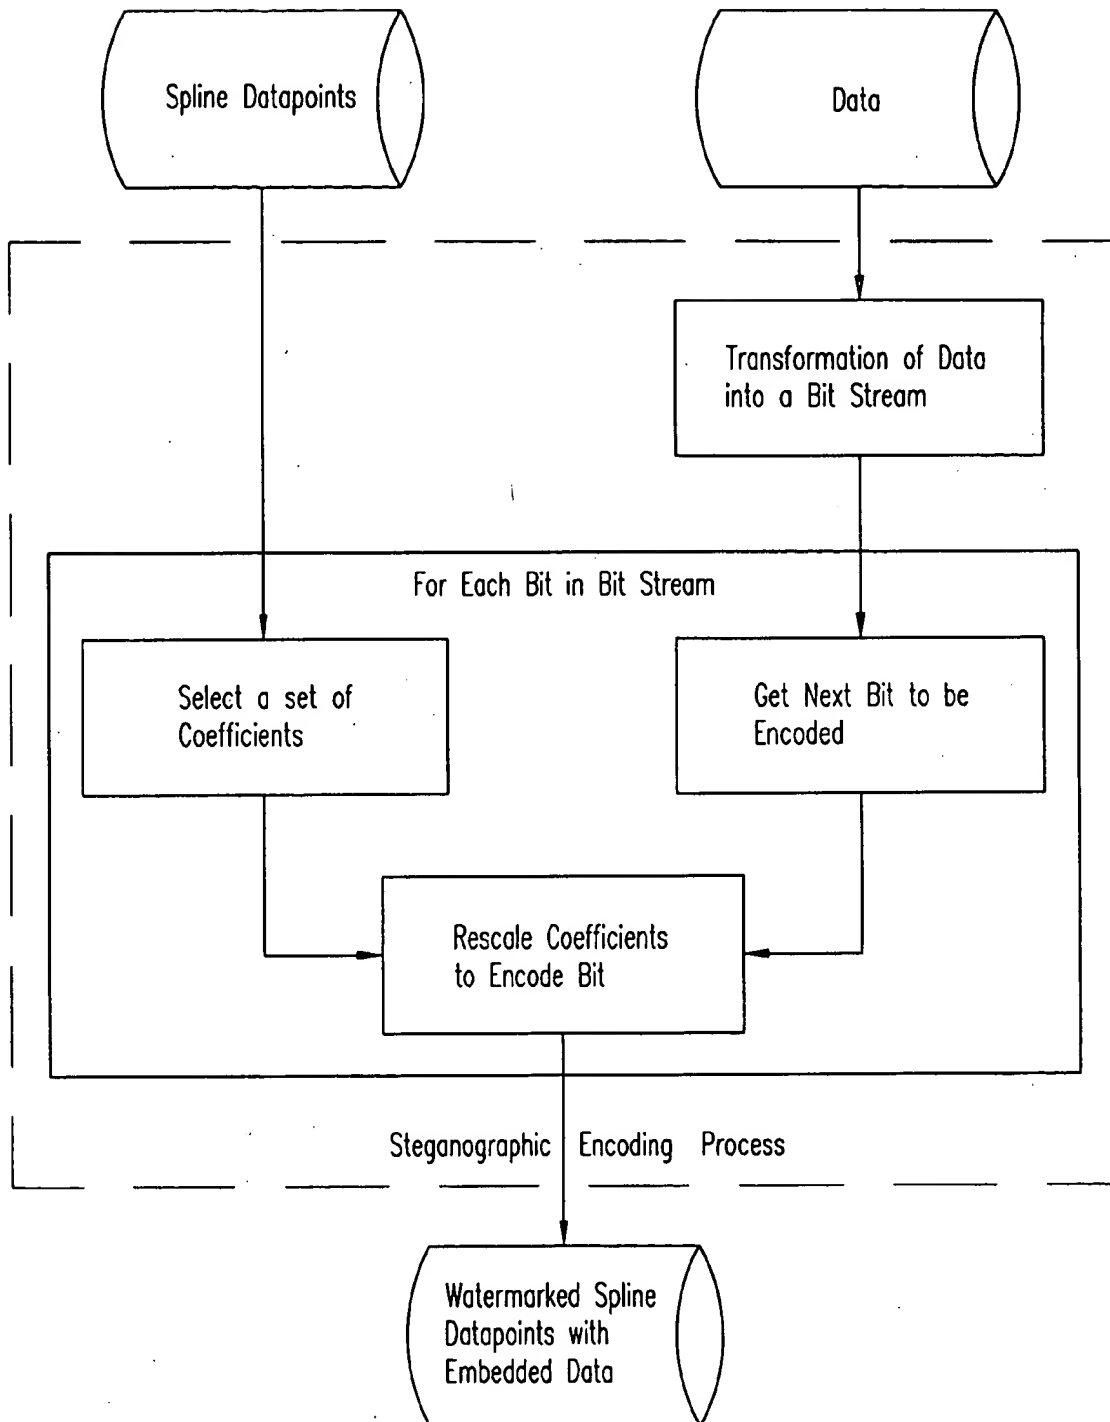 Spline Datapoints
Data
Transformation of Data
into a Bit Stream
For Each Bit in Bit Stream
Select a set of
Coefficients
Get Next Bit to be
Encoded
Rescale Coefficients
to Encode Bit
Steganographic Encoding Process
Watermarked Spline
Datapoints with
Embedded Data